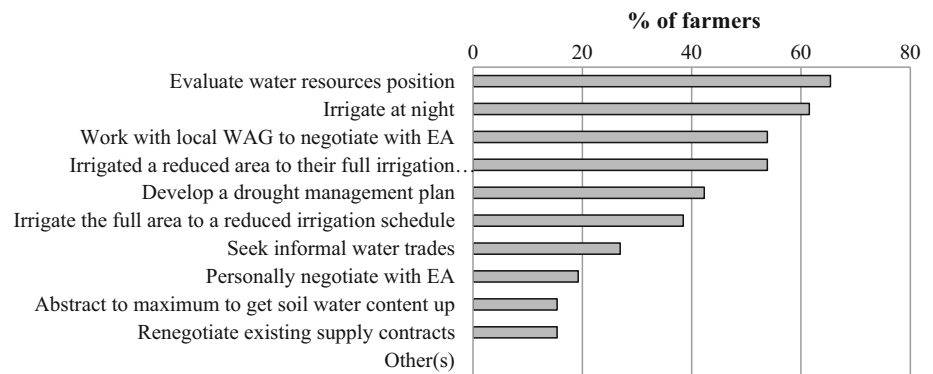 % of farmers
0 20 40 60 80
Evaluate water resources position
Irrigate at night
Work with local WAG to negotiate with EA
Irrigated a reduced area to their full irrigation…
Develop a drought management plan
Irrigate the full area to a reduced irrigation schedule
Seek informal water trades
Personally negotiate with EA
Abstract to maximum to get soil water content up
Renegotiate existing supply contracts
Other(s)